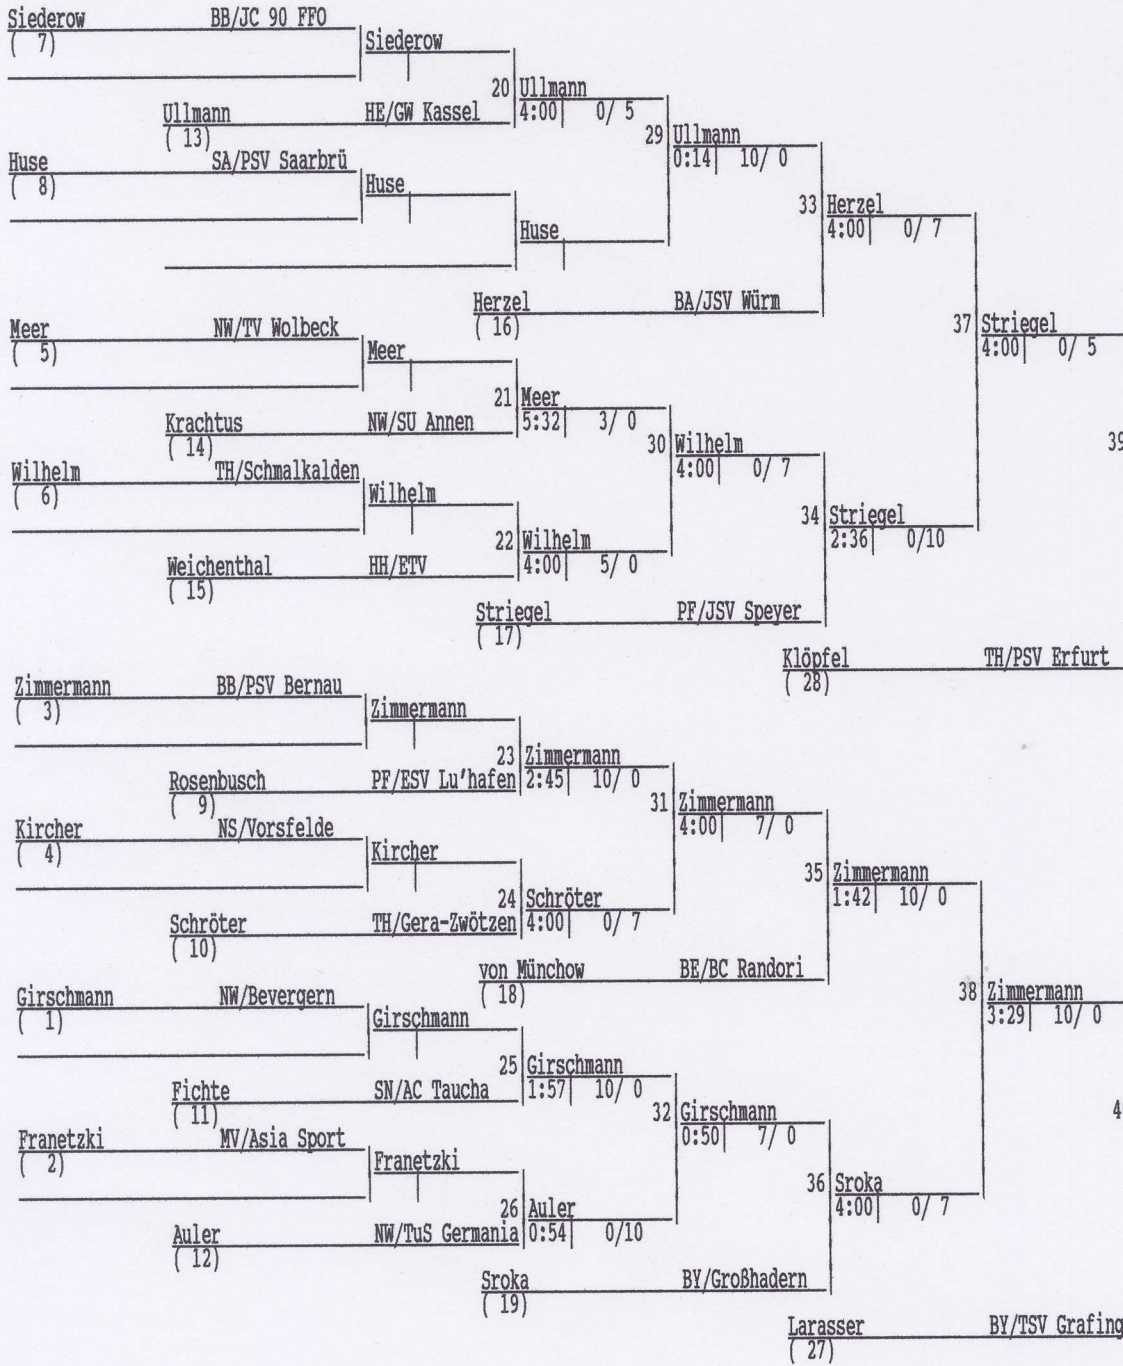 Siederow BB/JC 90 FFO
( 7)
Siederow
20 Ullmann
4:00 0/ 5
Ullmann HE/GW Kassel
( 13)
29 Ullmann
0:14 10/ 0
Huse SA/PSV Saarbrü
( 8)
Huse
33 Herzel
4:00 0/ 7
Huse
Herzel BA/JSV Würm
( 16)
37 Striegel
4:00 0/ 5
Meer NW/TV Wolbeck
( 5)
Meer
21 Meer
5:32 3/ 0
Krachtus NW/SU Annen
( 14)
30 Wilhelm
4:00 0/ 7
39
Wilhelm TH/Schmalkalden
( 6)
Wilhelm
34 Striegel
2:36 0/10
22 Wilhelm
4:00 5/ 0
Weichenthal HH/ETV
( 15)
Striegel PF/JSV Speyer
( 17)
Klöpfel TH/PSV Erfurt
( 28)
Zimmermann BB/PSV Bernau
( 3)
Zimmermann
23 Zimmermann
2:45 10/ 0
Rosenbusch PF/ESV Lu'hafen
( 9)
31 Zimmermann
4:00 7/ 0
Kircher NS/Vorsfelde
( 4)
Kircher
35 Zimmermann
1:42 10/ 0
24 Schröter
4:00 0/ 7
Schröter TH/Gera-Zwötzen
( 10)
von Münchow BE/BC Randori
( 18)
38 Zimmermann
3:29 10/ 0
Girschmann NW/Bevergern
( 1)
Girschmann
25 Girschmann
1:57 10/ 0
Fichte SN/AC Taucha
( 11)
32 Girschmann
0:50 7/ 0
4
Franetzki MV/Asia Sport
( 2)
Franetzki
36 Sroka
4:00 0/ 7
26 Auler
0:54 0/10
Auler NW/TuS Germania
( 12)
Sroka BY/Großhadern
( 19)
Larasser BY/TSV Grafing
( 27)